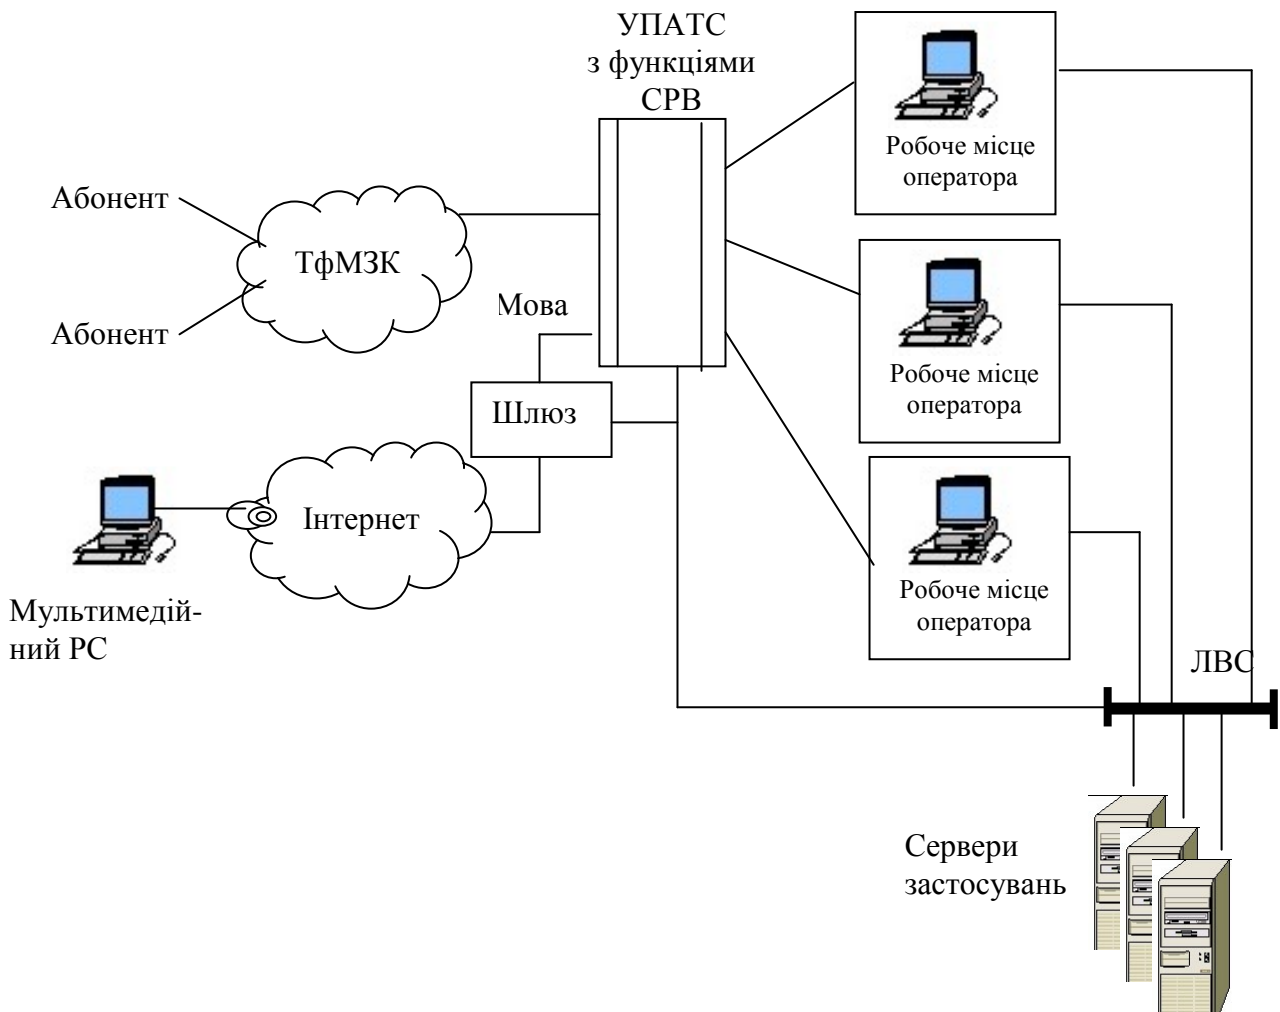 УПАТС
з функціями
СРВ
Робоче місце
оператора
Абонент
ТфМЗК
Абонент
Мова
Робоче місце
оператора
Шлюз
Інтернет
Мультимедій-
ний PC
Робоче місце
оператора
ЛВС
Сервери
застосувань